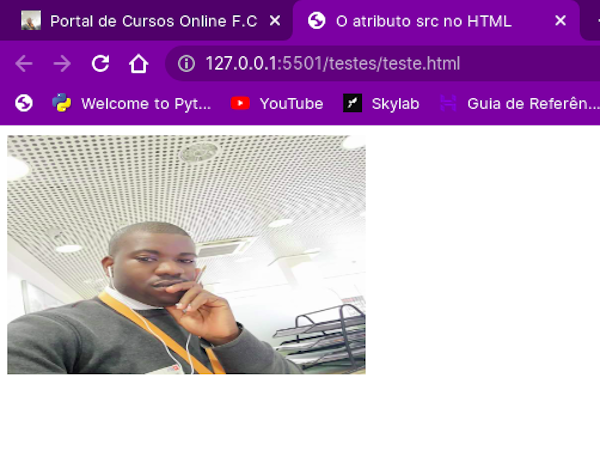 Portal de Cursos Online F.C
O atributo src no HTML
127.0.0.1:5501/testes/teste.html
Welcome to Pyt... YouTube Skylab Guia de Referên...